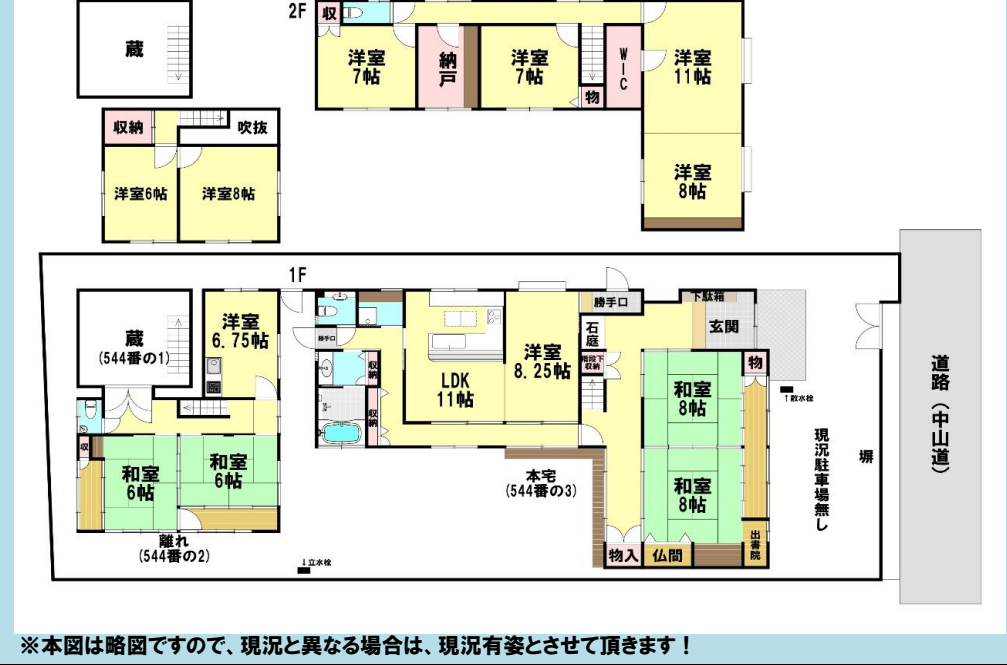 2F
収
蔵
洋室
7帖
納戸
洋室
7帖
物
WIC
洋室
11帖
洋室
8帖
収納
吹抜
洋室6帖
洋室8帖
1F
蔵
(544番の1)
洋室
6.75帖
勝手口
収納
収納
LDK
11帖
洋室
8.25帖
勝手口
石庭
階段下
収納
下駄箱
玄関
物
和室
8帖
和室
8帖
↑散水栓
現況駐車場無し
塀
道路(中山道)
収
和室
6帖
和室
6帖
離れ
(544番の2)
本宅
(544番の3)
↓立水栓
物入
仏間
出書院
※本図は略図ですので、現況と異なる場合は、現況有姿とさせて頂きます！